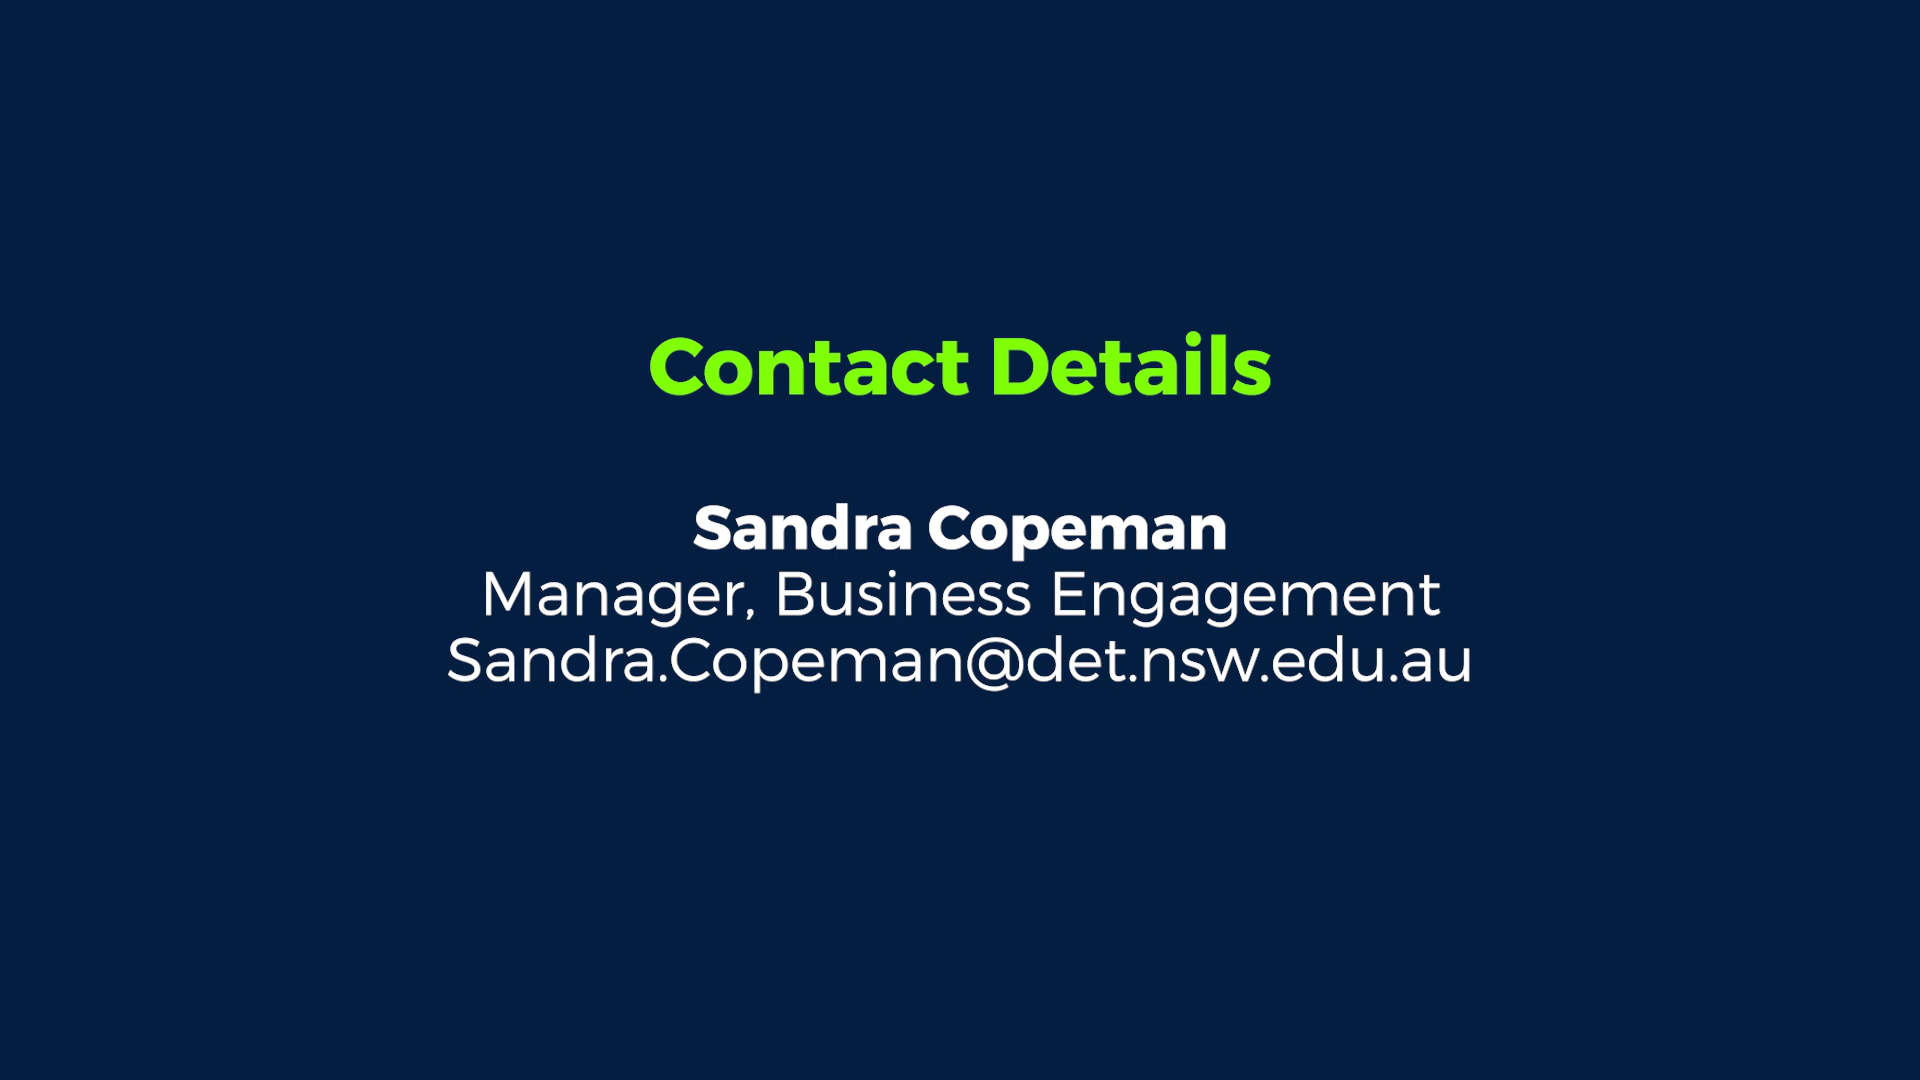 Contact Details
Sandra Copeman
Manager, Business Engagement
Sandra.Copeman@det.nsw.edu.au